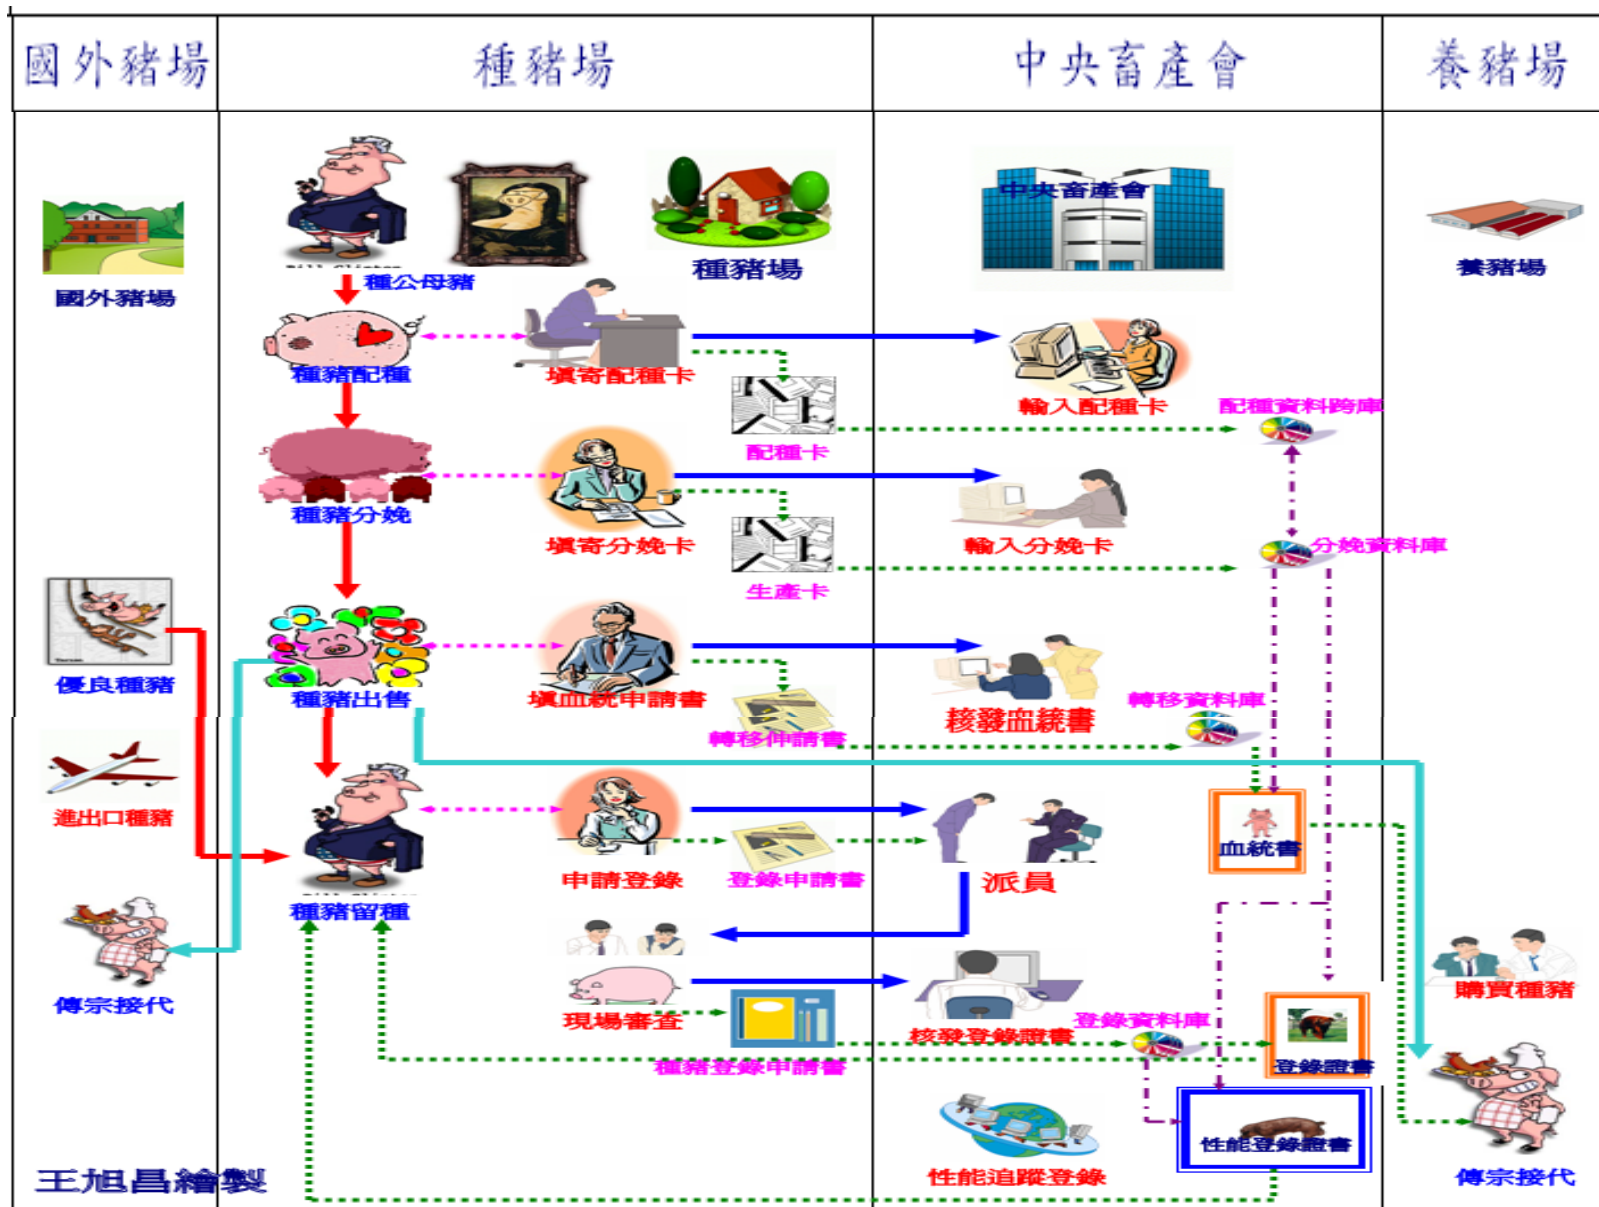 國外豬場
種豬場
中央畜產會
養豬場
中央畜產會
國外豬場
種公母豬
種豬場
養豬場
種豬配種
填寄配種卡
輸入配種卡
配種資料跨庫
配種卡
種豬分娩
填寄分娩卡
輸入分娩卡
分娩資料庫
生產卡
優良種豬
種豬出售
填血統申請書
核發血統書
轉移資料庫
轉移伸請書
進出口種豬
血統書
種豬留種
申請登錄
登錄申請書
派員
傳宗接代
購買種豬
現場審查
核發登錄證書
登錄資料庫
種豬登錄申請書
登錄證書
性能登錄證書
性能追蹤登錄
傳宗接代
王旭昌繪製